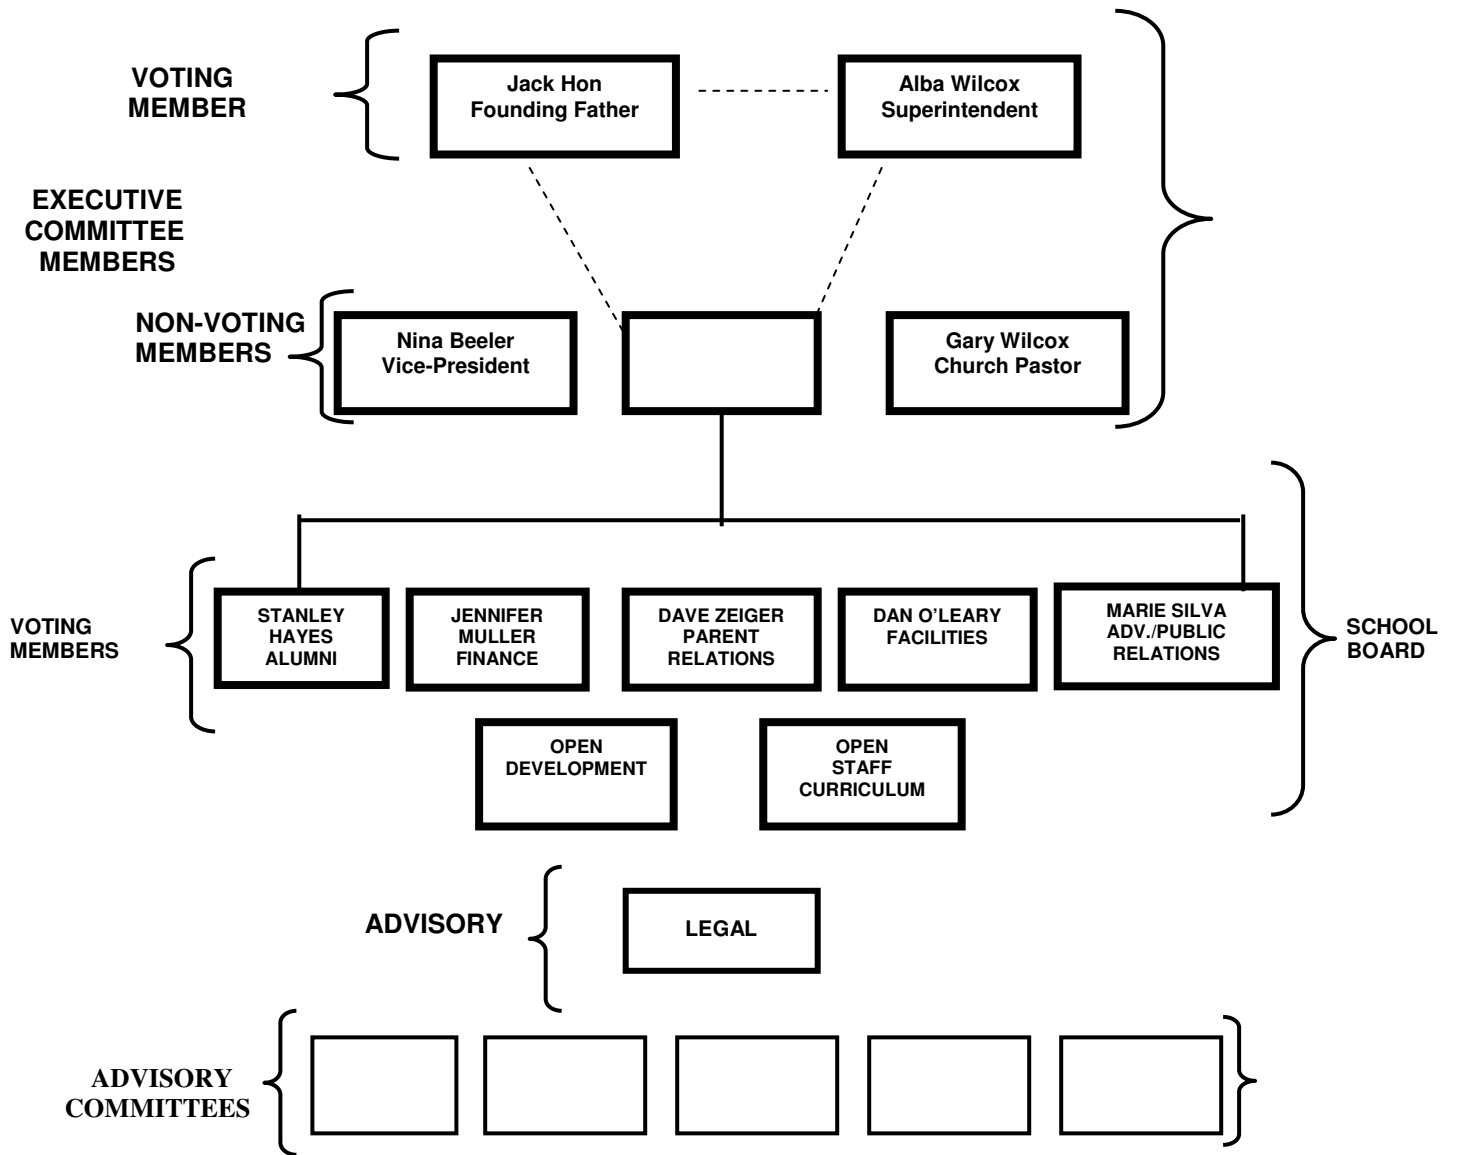 VOTING
MEMBER
Jack Hon
Founding Father
Alba Wilcox
Superintendent
EXECUTIVE
COMMITTEE
MEMBERS
NON-VOTING
MEMBERS
Nina Beeler
Vice-President
Gary Wilcox
Church Pastor
VOTING
MEMBERS
STANLEY
HAYES
ALUMNI
JENNIFER
MULLER
FINANCE
DAVE ZEIGER
PARENT
RELATIONS
DAN O’LEARY
FACILITIES
MARIE SILVA
ADV./PUBLIC
RELATIONS
SCHOOL
BOARD
OPEN
DEVELOPMENT
OPEN
STAFF
CURRICULUM
ADVISORY
LEGAL
ADVISORY
COMMITTEES